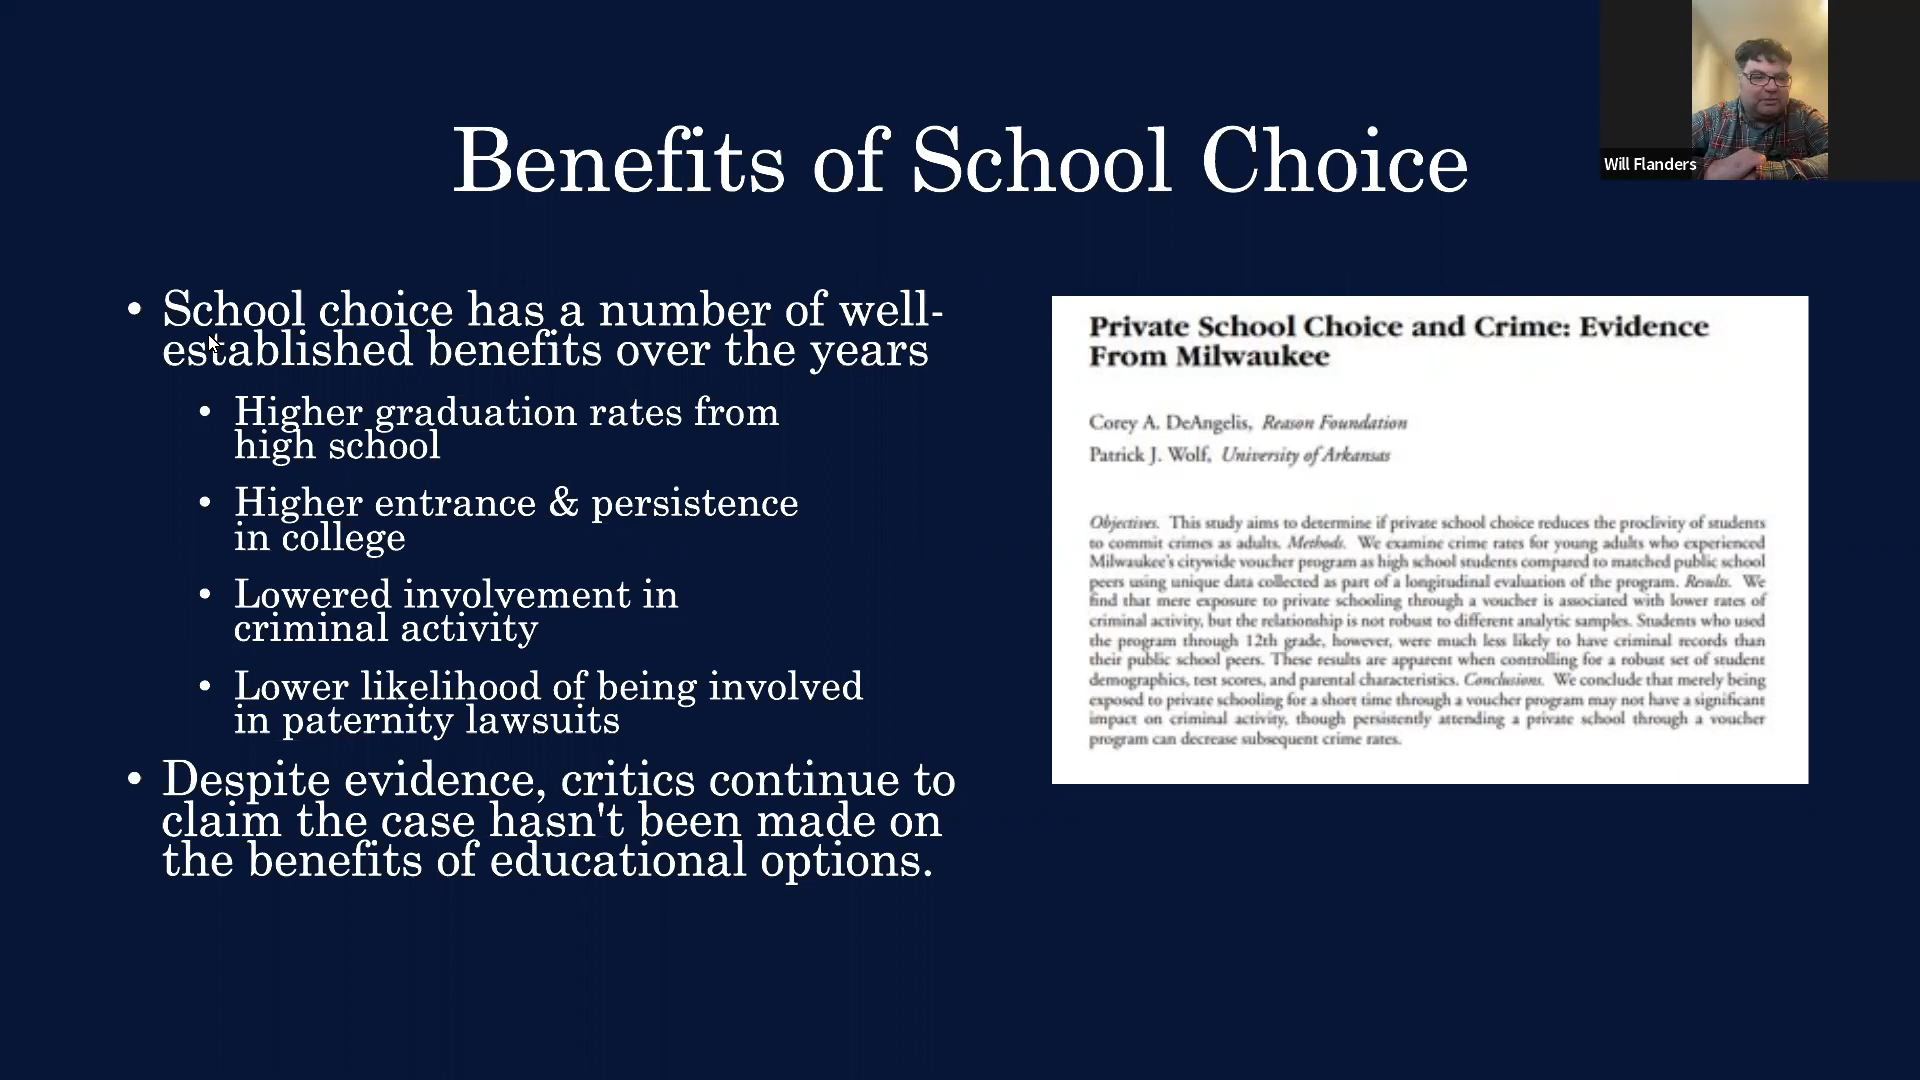 Benefits of School Choice
Will Flanders
• School choice has a number of well-
established benefits over the years
• Higher graduation rates from
high school
• Higher entrance & persistence
in college
• Lowered involvement in
criminal activity
• Lower likelihood of being involved
in paternity lawsuits
• Despite evidence, critics continue to
claim the case hasn't been made on
the benefits of educational options.
Private School Choice and Crime: Evidence
From Milwaukee
Corey A. DeAngelis, Reason Foundation
Patrick J. Wolf, University of Arkansas
Objectives. This study aims to determine if private school choice reduces the proclivity of students
to commit crimes as adults. Methods. We examine crime rates for young adults who experienced
Milwaukee's citywide voucher program as high school students compared to matched public school
peers using unique data collected as part of a longitudinal evaluation of the program. Results. We
find that mere exposure to private schooling through a voucher is associated with lower rates of
criminal activity, but the relationship is not robust to different analytic samples. Students who used
the program through 12th grade, however, were much less likely to have criminal records than
their public school peers. These results are apparent when controlling for a robust set of student
demographics, test scores, and parental characteristics. Conclusions. We conclude that merely being
exposed to private schooling for a short time through a voucher program may not have a significant
impact on criminal activity, though persistently attending a private school through a voucher
program can decrease subsequent crime rates.